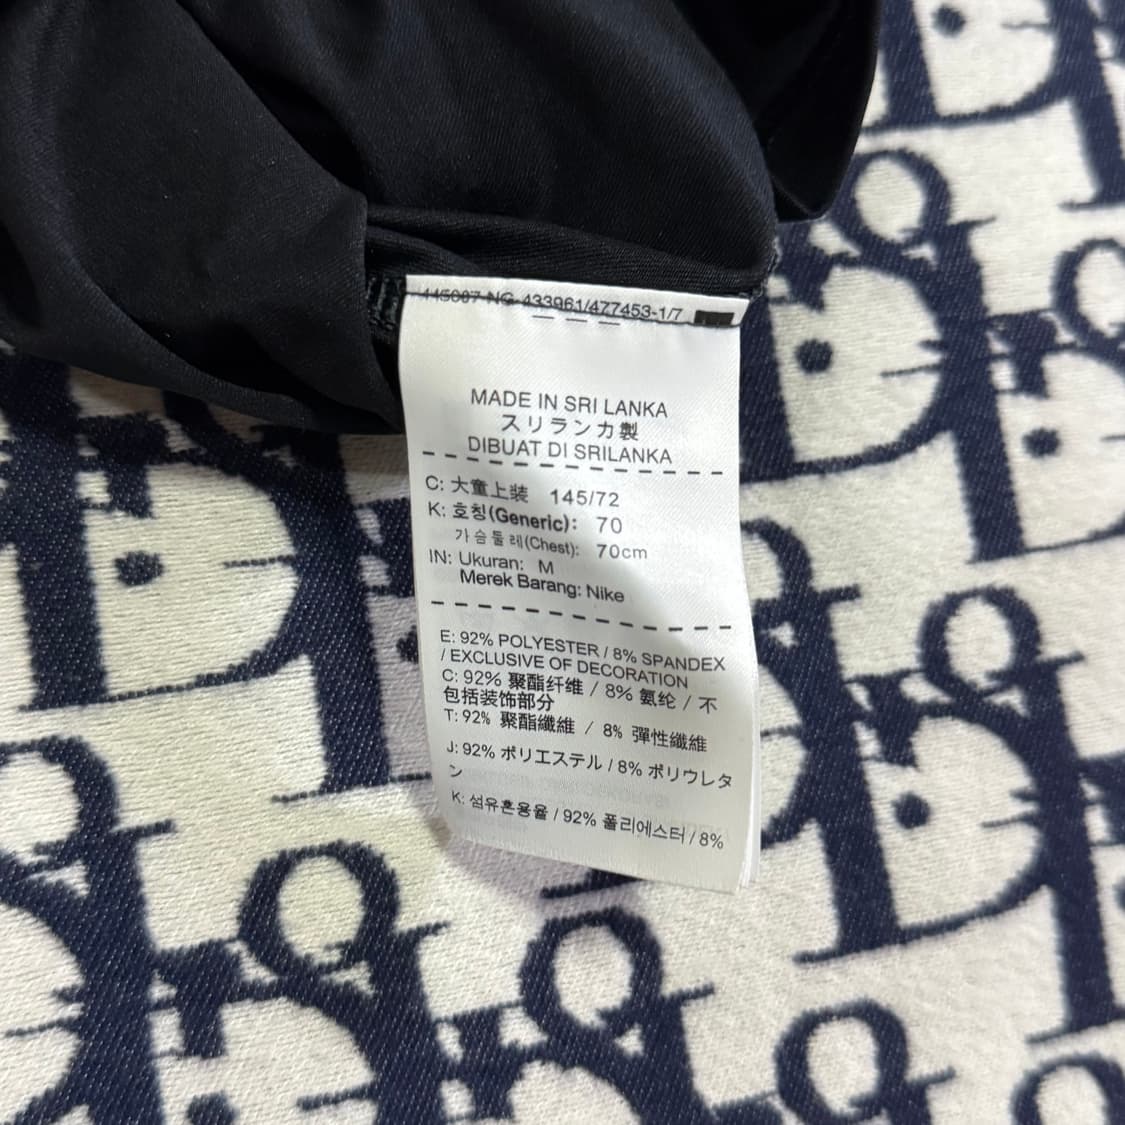 445007 NG-433961/477453-1/7
MADE IN SRI LANKA
スリランカ製
DIBUAT DI SRILANKA
C: 大童上装 145/72
K: 호칭(Generic): 70
가슴둘레(Chest): 70cm
IN: Ukuran: M
Merek Barang: Nike
E: 92% POLYESTER / 8% SPANDEX
/ EXCLUSIVE OF DECORATION
C: 92% 聚酯纤维 / 8% 氨纶 / 不
包括装饰部分
T: 92% 聚酯纖維 / 8% 彈性纖維
J: 92% ポリエステル / 8% ポリウレタ
ン
K: 섬유혼용율 / 92% 폴리에스터 / 8%